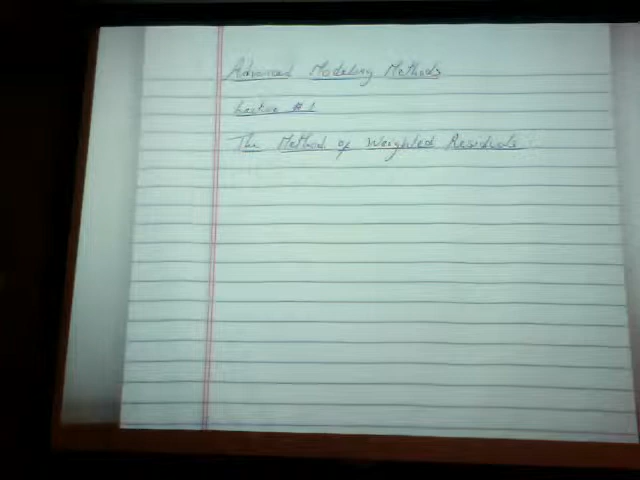 Advanced Modeling Methods
Lecture #1
The Method of Weighted Residuals